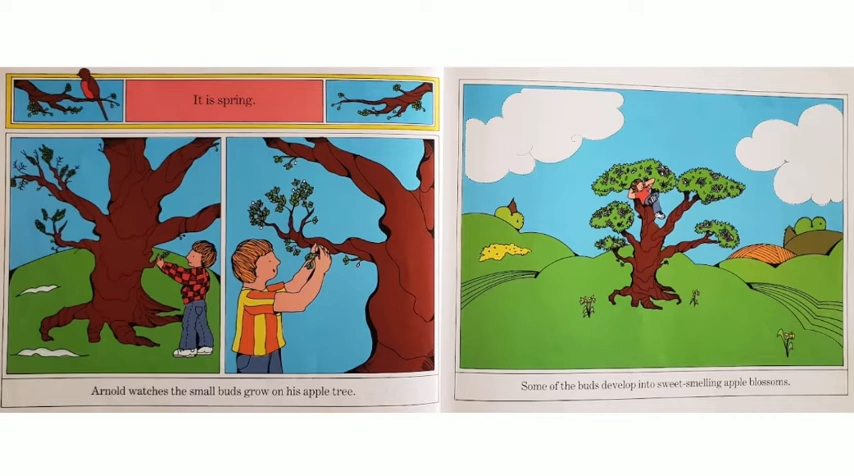 It is spring.
Arnold watches the small buds grow on his apple tree.
Some of the buds develop into sweet-smelling apple blossoms.